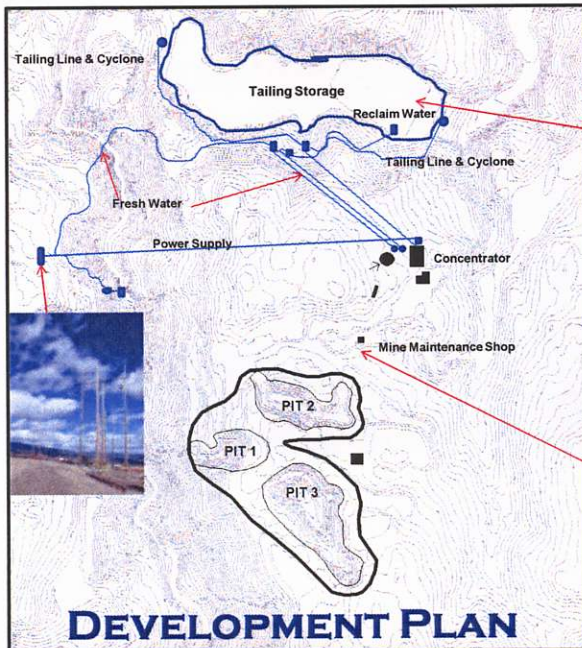 Tailing Line & Cyclone
Tailing Storage
Reclaim Water
Tailing Line & Cyclone
Fresh Water
Power Supply
Concentrator
Mine Maintenance Shop
PIT 2
PIT 1
PIT 3
DEVELOPMENT PLAN